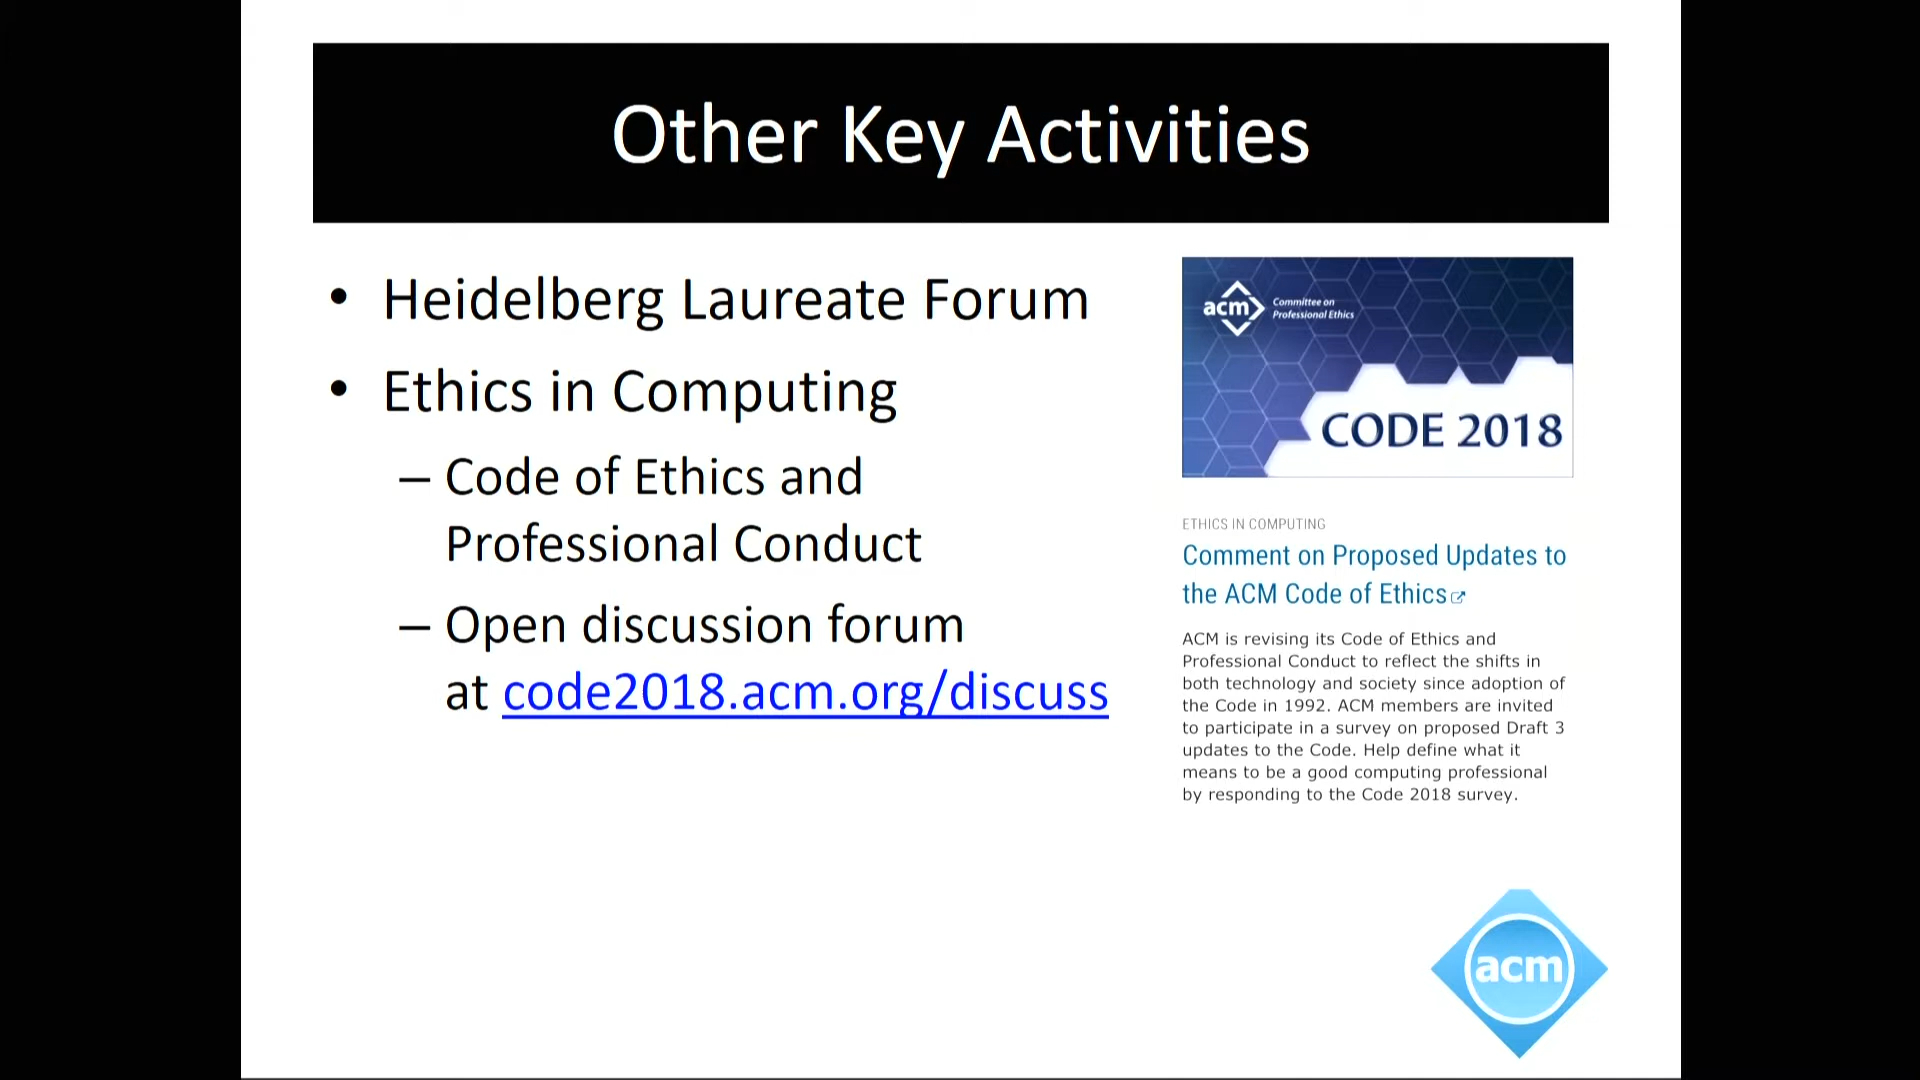 Other Key Activities
• Heidelberg Laureate Forum
• Ethics in Computing
– Code of Ethics and
Professional Conduct
– Open discussion forum
at code2018.acm.org/discuss
acm
Committee on
Professional Ethics
CODE 2018
ETHICS IN COMPUTING
Comment on Proposed Updates to
the ACM Code of Ethics
ACM is revising its Code of Ethics and
Professional Conduct to reflect the shifts in
both technology and society since adoption of
the Code in 1992. ACM members are invited
to participate in a survey on proposed Draft 3
updates to the Code. Help define what it
means to be a good computing professional
by responding to the Code 2018 survey.
acm